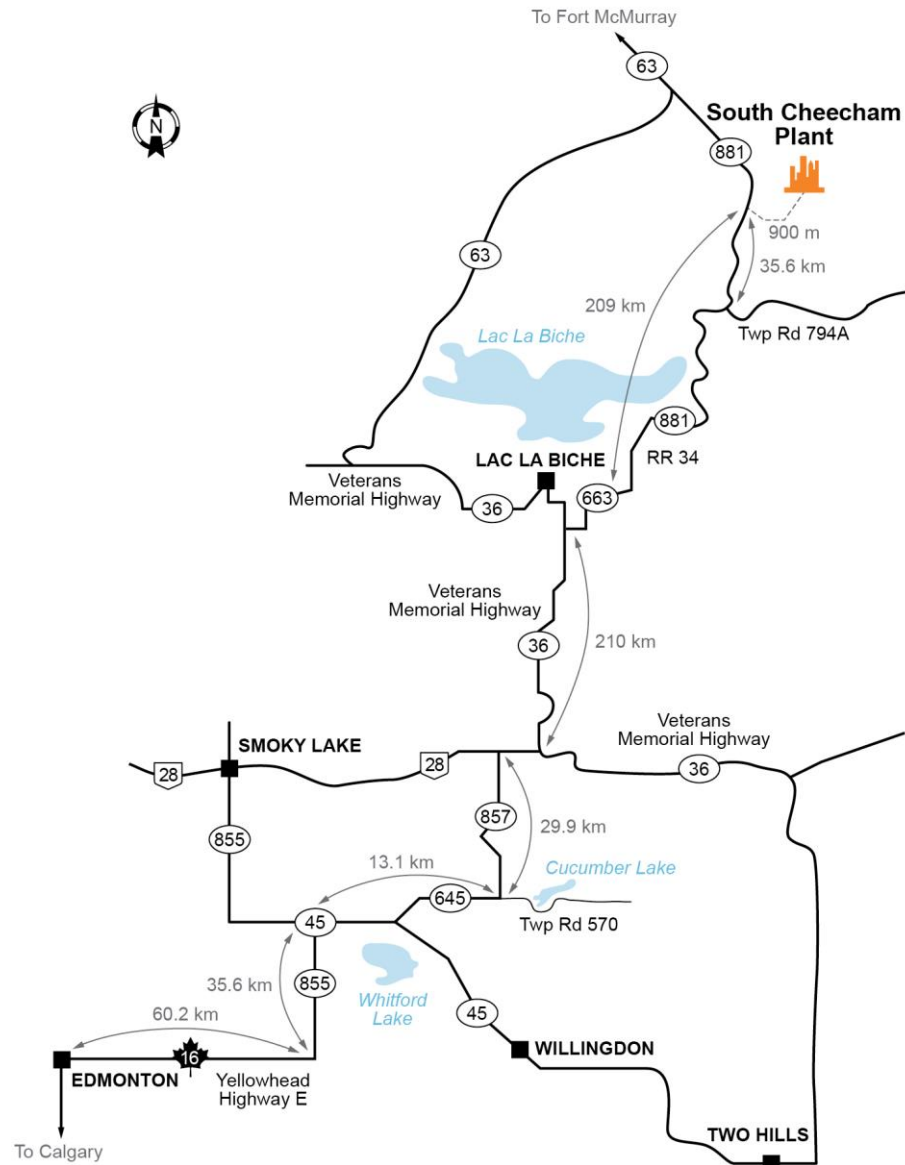 To Fort McMurray
63
N
South Cheecham
Plant
881
900 m
35.6 km
63
209 km
Twp Rd 794A
Lac La Biche
881
LAC LA BICHE
RR 34
Veterans
Memorial Highway
663
36
Veterans
Memorial Highway
36
210 km
Veterans
Memorial Highway
SMOKY LAKE
28
28
36
857
29.9 km
855
13.1 km
Cucumber Lake
645
Twp Rd 570
45
35.6 km
855
Whitford
Lake
45
60.2 km
16
WILLINGDON
EDMONTON
Yellowhead
Highway E
TWO HILLS
To Calgary